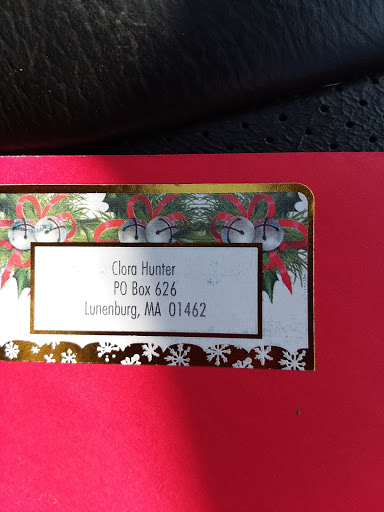 Clora Hunter
PO Box 626
Lunenburg, MA 01462